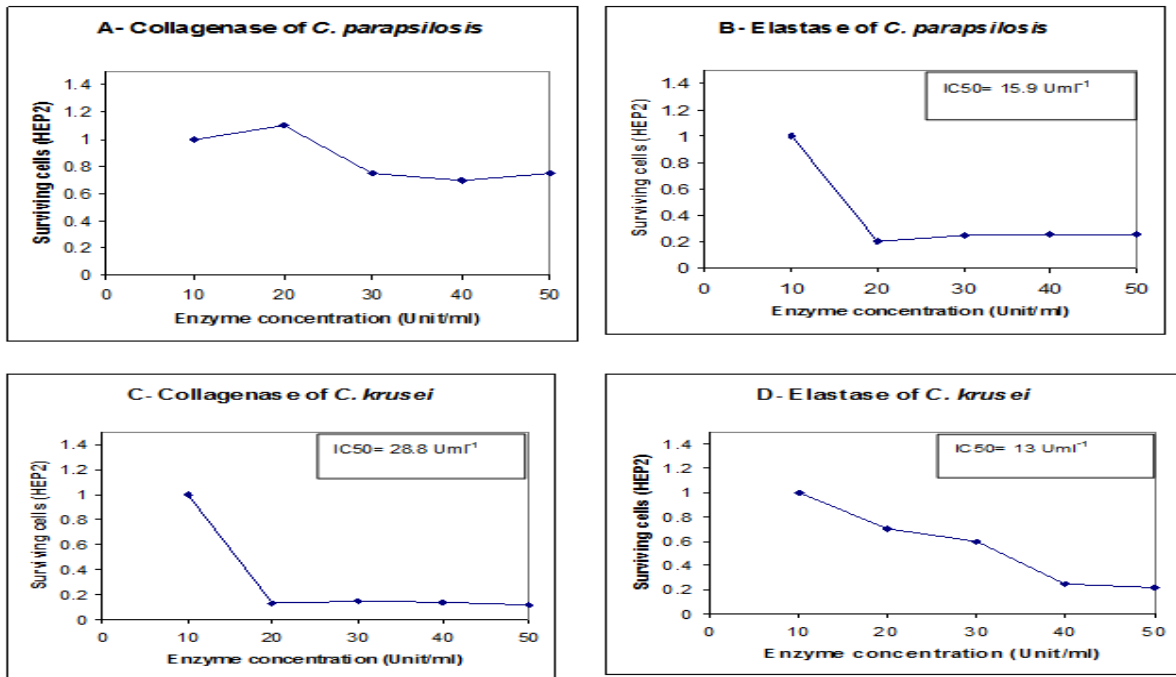 A- Collagenase of C. parapsilosis
1.4
1.2
1
0.8
0.6
0.4
0.2
0
0 10 20 30 40 50
Surviving cells (HEP2)
Enzyme concentration (Unit/ml)
B- Elastase of C. parapsilosis
IC50= 15.9 Uml⁻¹
1.4
1.2
1
0.8
0.6
0.4
0.2
0
0 10 20 30 40 50
Surviving cells (HEP2)
Enzyme concentration (Unit/ml)
C- Collagenase of C. krusei
IC50= 28.8 Uml⁻¹
1.4
1.2
1
0.8
0.6
0.4
0.2
0
0 10 20 30 40 50
Surviving cells (HEP2)
Enzyme concentration (Unit/ml)
D- Elastase of C. krusei
IC50= 13 Uml⁻¹
1.4
1.2
1
0.8
0.6
0.4
0.2
0
0 10 20 30 40 50
Surviving cells (HEP2)
Enzyme concentration (Unit/ml)